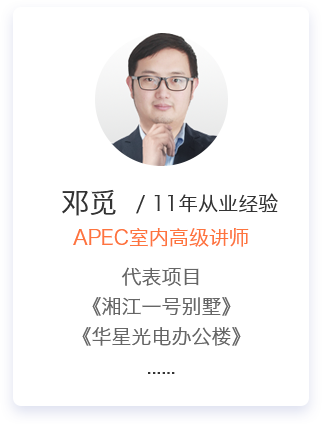 邓觅 / 11年从业经验
APEC室内高级讲师
代表项目
《湘江一号别墅》
《华星光电办公楼》
......